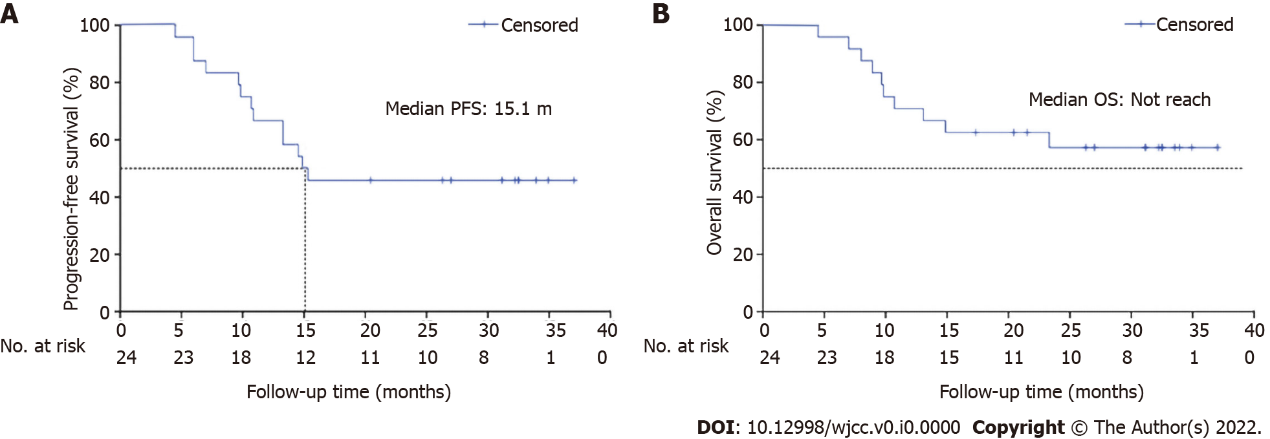 A
Progression-free survival (%)
100
80
60
40
20
0
Censored
Median PFS: 15.1 m
0 5 10 15 20 25 30 35 40
No. at risk
24 23 18 12 11 10 8 1 0
Follow-up time (months)
B
Overall survival (%)
100
80
60
40
20
0
Censored
Median OS: Not reach
0 5 10 15 20 25 30 35 40
No. at risk
24 23 18 15 11 10 8 1 0
Follow-up time (months)
DOI: 10.12998/wjcc.v0.i0.0000 Copyright © The Author(s) 2022.